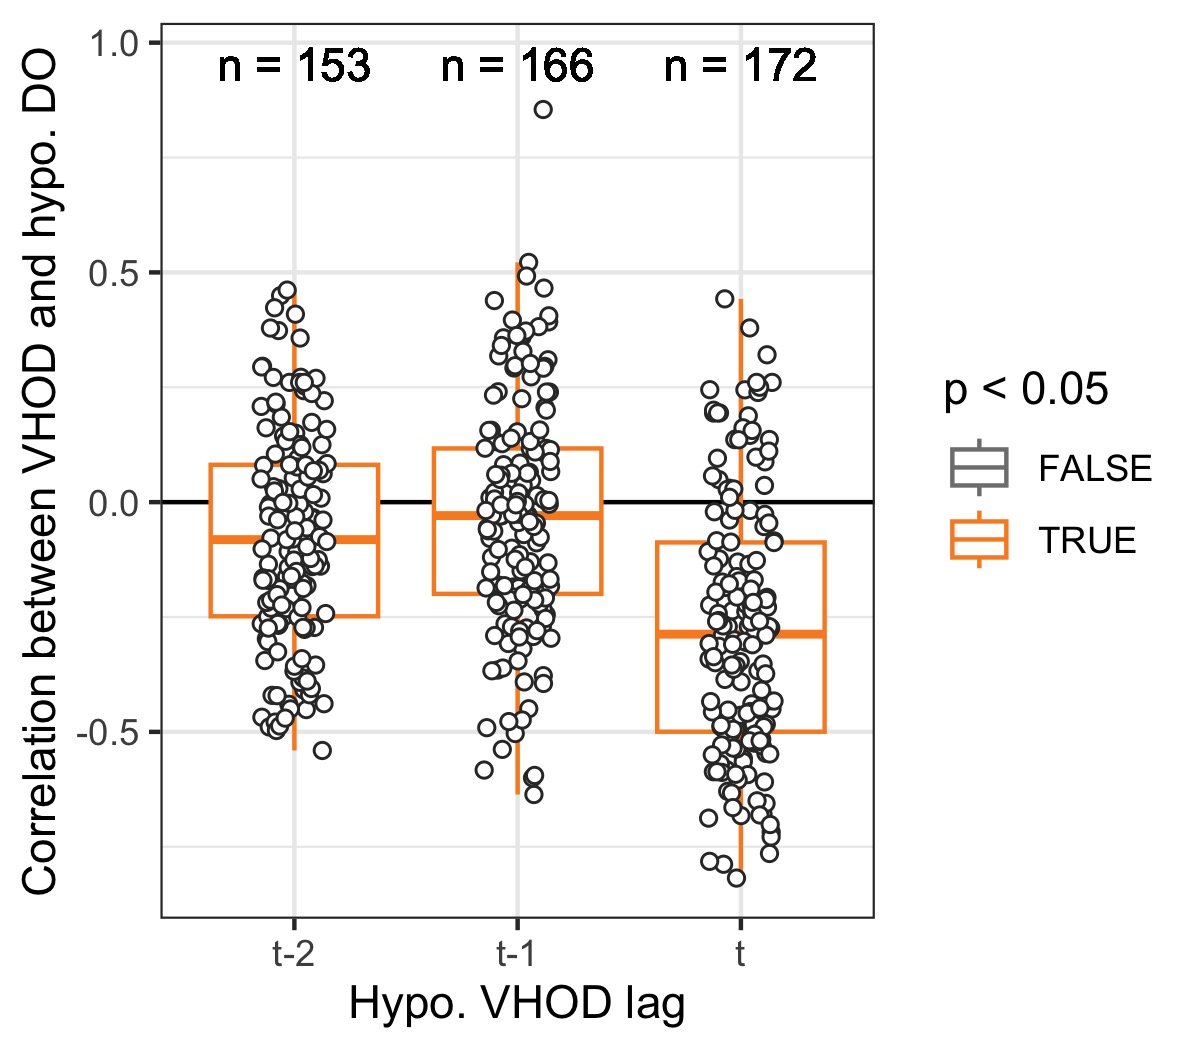 Correlation between VHOD and hypo. DO
1.0
0.5
0.0
-0.5
n = 153
n = 166
n = 172
t-2
t-1
t
Hypo. VHOD lag
p < 0.05
FALSE
TRUE